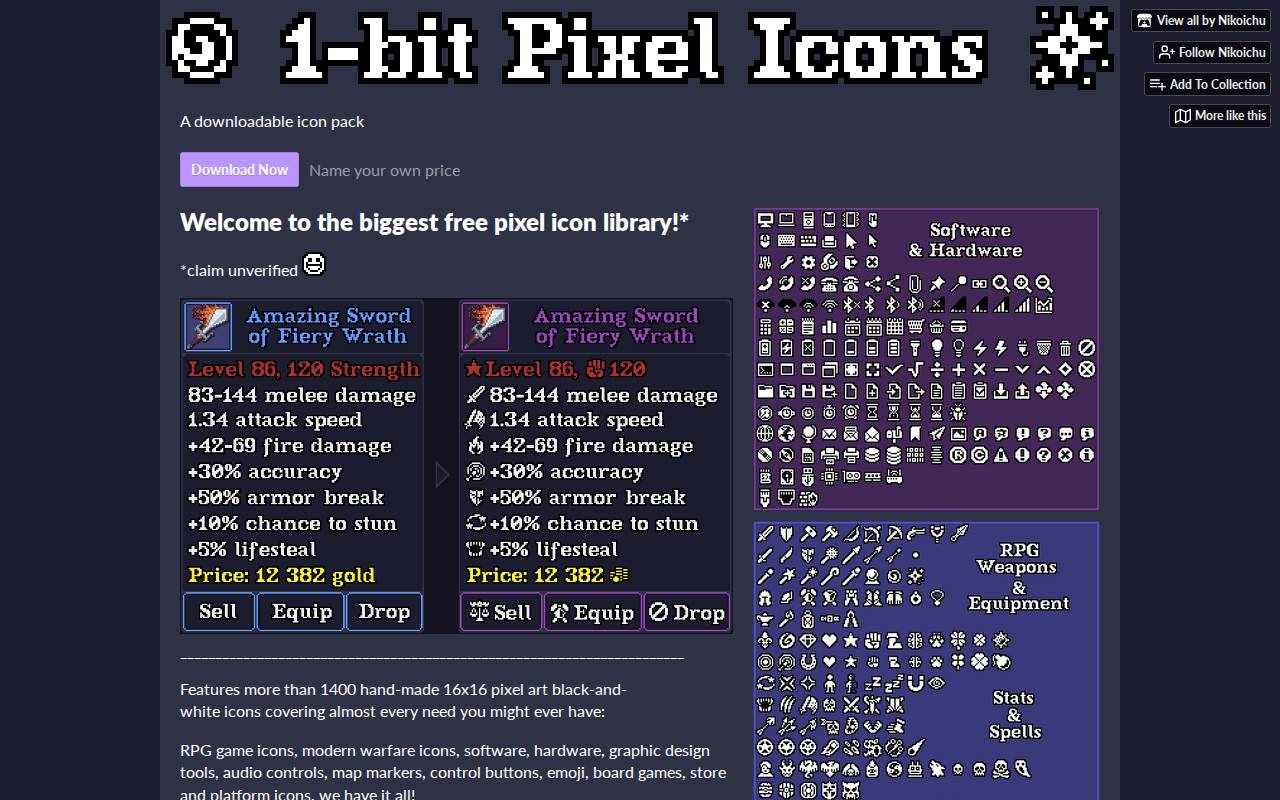 1-bit Pixel Icons
View all by Nikoichu
Follow Nikoichu
Add To Collection
More like this
A downloadable icon pack
Download Now
Name your own price
Welcome to the biggest free pixel icon library!*
*claim unverified
Amazing Sword
of Fiery Wrath
Level 86, 120 Strength
83-144 melee damage
1.34 attack speed
+42-69 fire damage
+30% accuracy
+50% armor break
+10% chance to stun
+5% lifesteal
Price: 12 382 gold
Sell
Equip
Drop
Amazing Sword
of Fiery Wrath
Level 86, 120
83-144 melee damage
1.34 attack speed
+42-69 fire damage
+30% accuracy
+50% armor break
+10% chance to stun
+5% lifesteal
Price: 12 382
Sell
Equip
Drop
Features more than 1400 hand-made 16x16 pixel art black-and-
white icons covering almost every need you might ever have:
RPG game icons, modern warfare icons, software, hardware, graphic design
tools, audio controls, map markers, control buttons, emoji, board games, store
and platform icons, we have it all!
Software
& Hardware
RPG
Weapons
&
Equipment
Stats
&
Spells